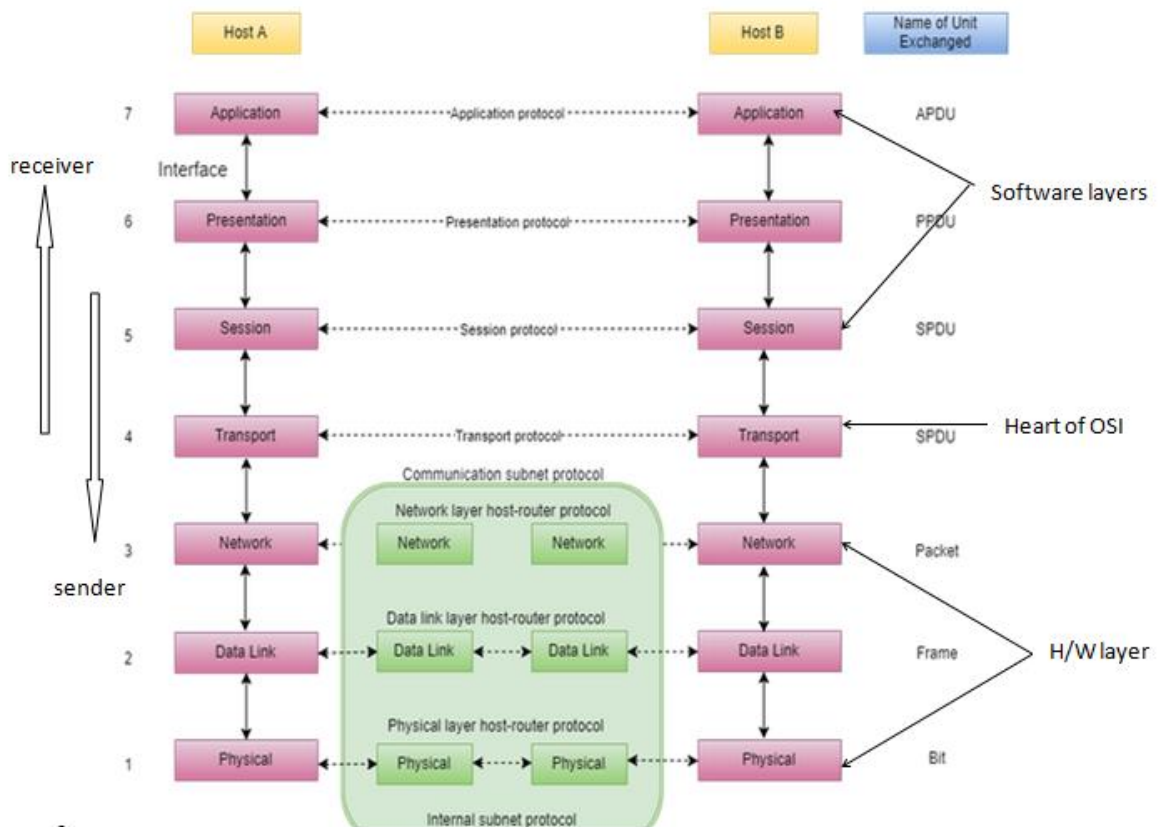 Host A
Host B
Name of Unit
Exchanged
7
Application
Application protocol
Application
APDU
receiver
Interface
Software layers
6
Presentation
Presentation protocol
Presentation
PPDU
5
Session
Session protocol
Session
SPDU
4
Transport
Transport protocol
Transport
SPDU
Heart of OSI
Communication subnet protocol
Network layer host-router protocol
3
Network
Network
Network
Network
Packet
sender
Data link layer host-router protocol
2
Data Link
Data Link
Data Link
Data Link
Frame
H/W layer
Physical layer host-router protocol
1
Physical
Physical
Physical
Physical
Bit
Internal subnet protocol